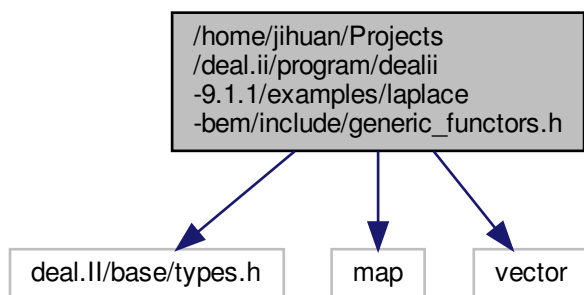 /home/jihuan/Projects
/deal.ii/program/dealii
-9.1.1/examples/laplace
-bem/include/generic_functors.h
deal.II/base/types.h
map
vector